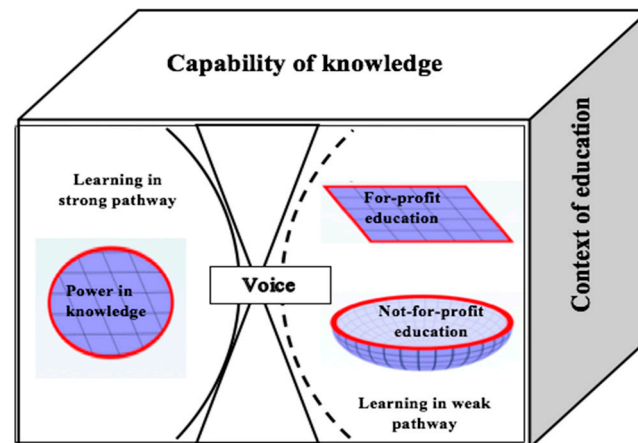 Capability of knowledge
Context of education
Learning in
strong pathway
For-profit
education
Voice
Power in
knowledge
Not-for-profit
education
Learning in weak
pathway